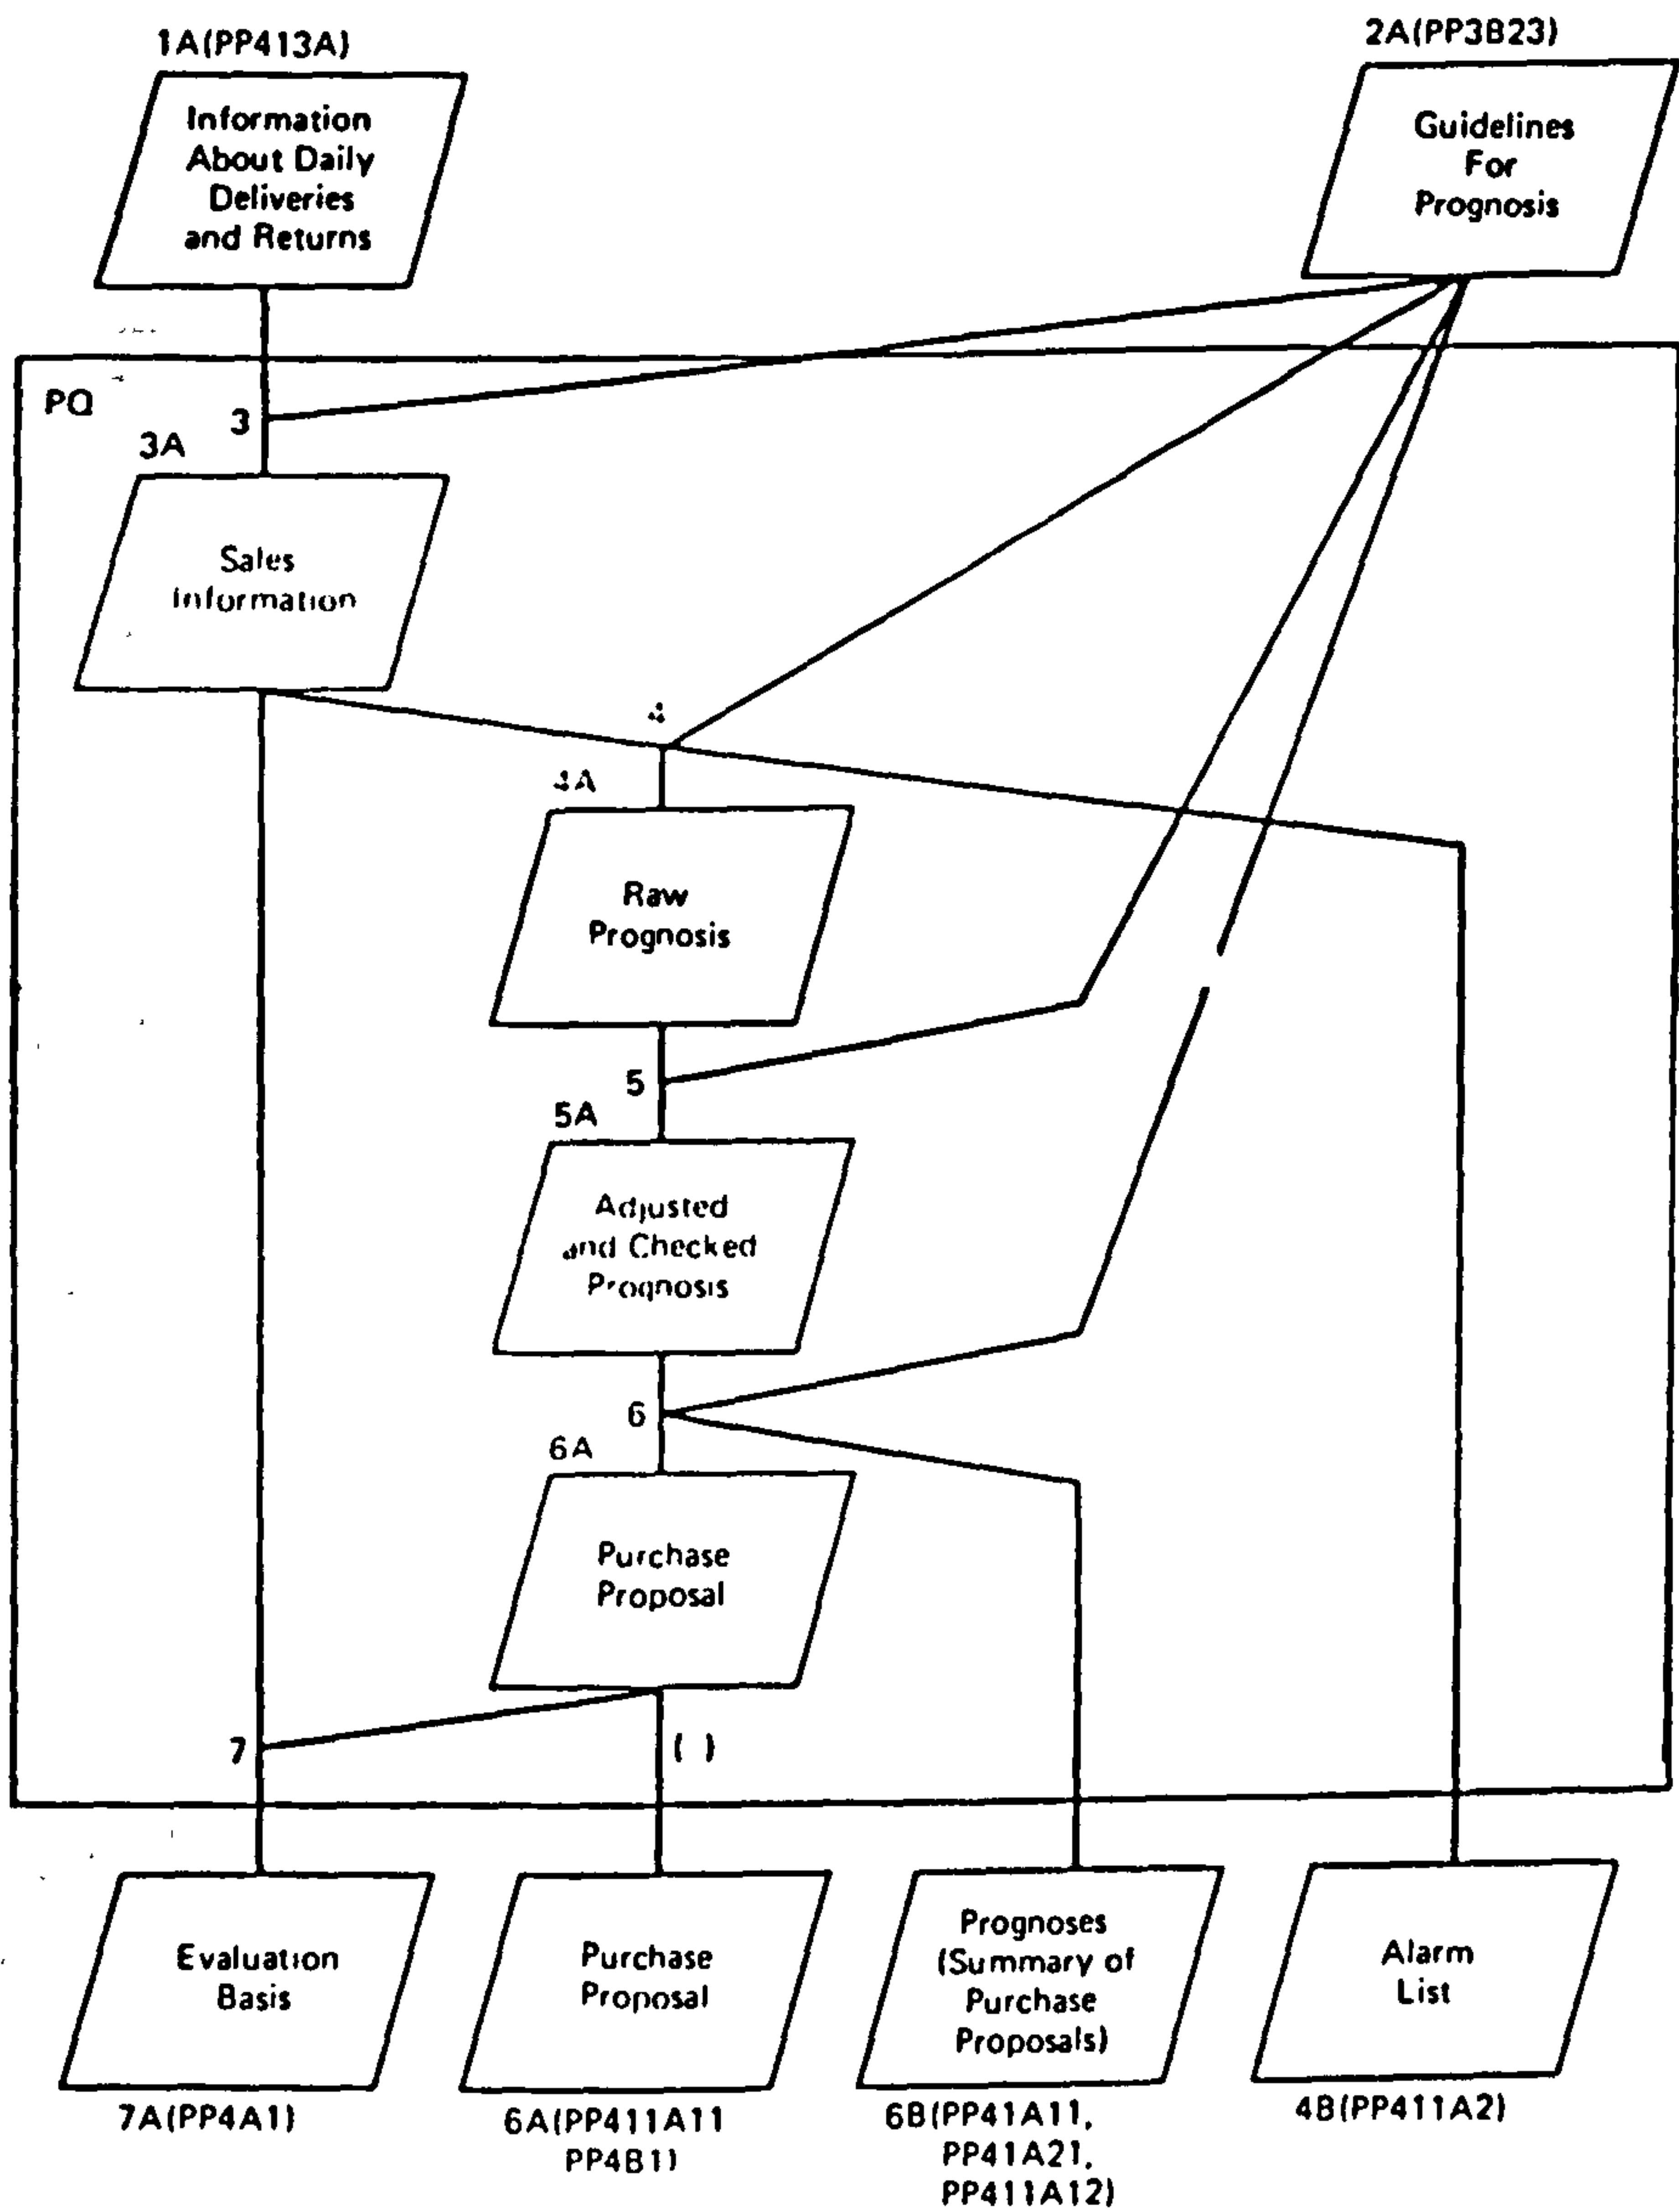 1A(PP413A)
2A(PP3B23)
Information
About Daily
Deliveries
and Returns
Guidelines
For
Prognosis
PQ
3
3A
Sales
Information
4
4A
Raw
Prognosis
5
5A
Adjusted
and Checked
Prognosis
6
6A
Purchase
Proposal
7
( )
Evaluation
Basis
Purchase
Proposal
Prognoses
(Summary of
Purchase
Proposals)
Alarm
List
7A(PP4A1)
6A(PP411A11
PP4B1)
6B(PP41A11,
PP41A21,
PP411A12)
4B(PP411A2)